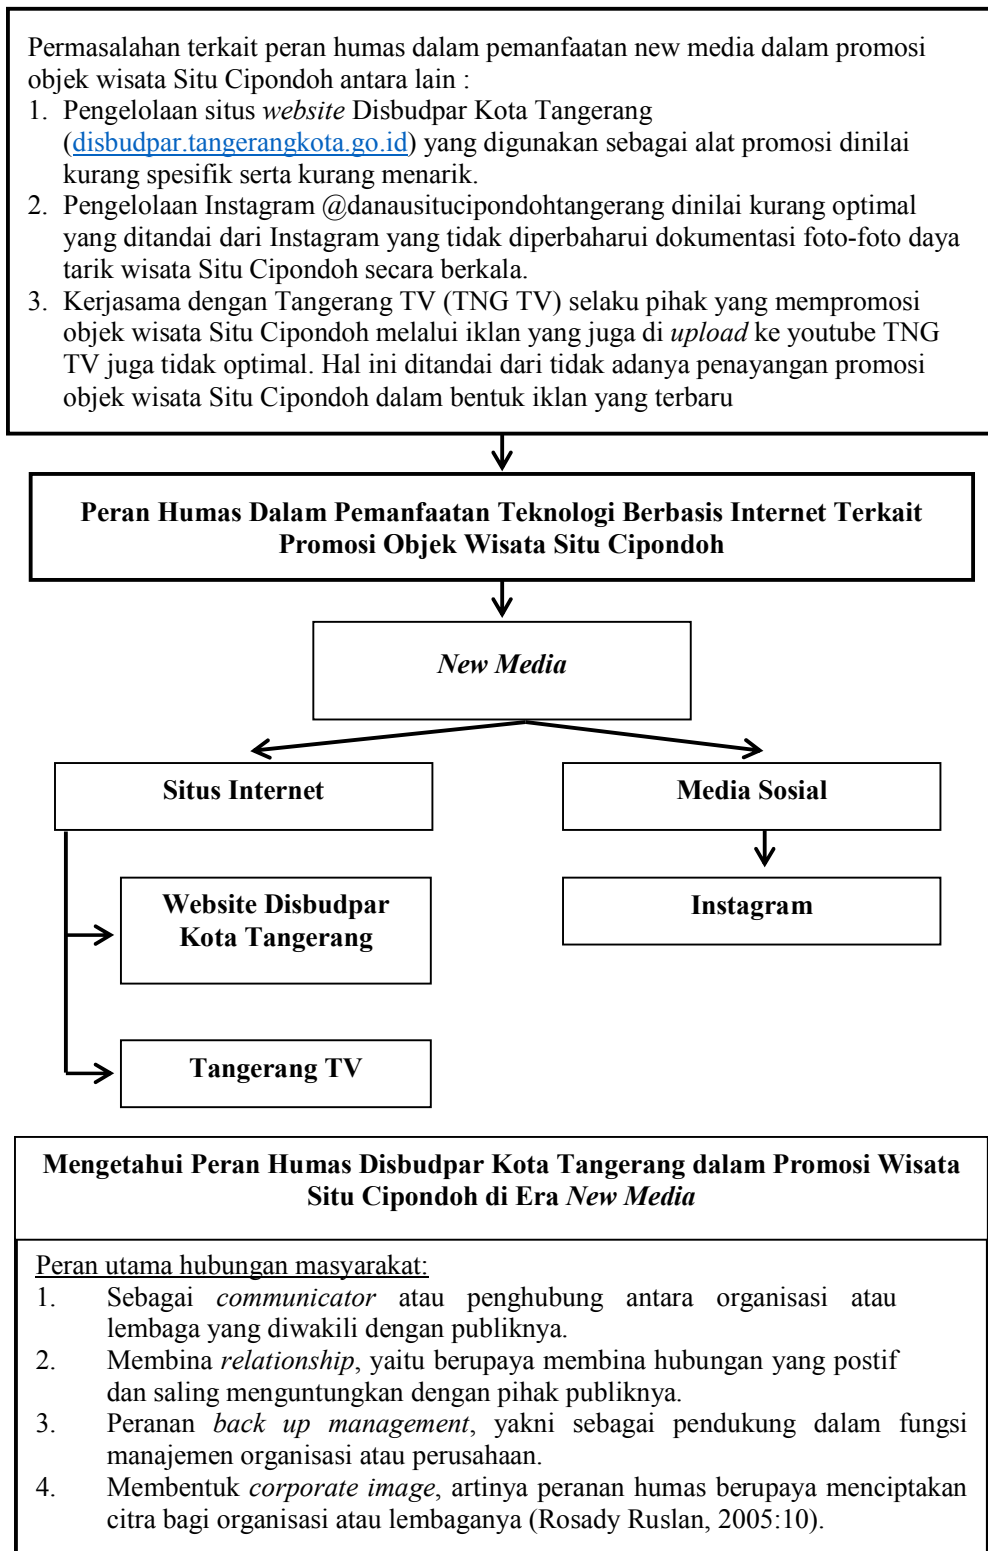 Permasalahan terkait peran humas dalam pemanfaatan new media dalam promosi
objek wisata Situ Cipondoh antara lain :
1. Pengelolaan situs website Disbudpar Kota Tangerang
(disbudpar.tangerangkota.go.id) yang digunakan sebagai alat promosi dinilai
kurang spesifik serta kurang menarik.
2. Pengelolaan Instagram @danausitucipondohtangerang dinilai kurang optimal
yang ditandai dari Instagram yang tidak diperbaharui dokumentasi foto-foto daya
tarik wisata Situ Cipondoh secara berkala.
3. Kerjasama dengan Tangerang TV (TNG TV) selaku pihak yang mempromosi
objek wisata Situ Cipondoh melalui iklan yang juga di upload ke youtube TNG
TV juga tidak optimal. Hal ini ditandai dari tidak adanya penayangan promosi
objek wisata Situ Cipondoh dalam bentuk iklan yang terbaru
Peran Humas Dalam Pemanfaatan Teknologi Berbasis Internet Terkait
Promosi Objek Wisata Situ Cipondoh
New Media
Situs Internet
Media Sosial
Website Disbudpar
Kota Tangerang
Instagram
Tangerang TV
Mengetahui Peran Humas Disbudpar Kota Tangerang dalam Promosi Wisata
Situ Cipondoh di Era New Media
Peran utama hubungan masyarakat:
1. Sebagai communicator atau penghubung antara organisasi atau
lembaga yang diwakili dengan publiknya.
2. Membina relationship, yaitu berupaya membina hubungan yang postif
dan saling menguntungkan dengan pihak publiknya.
3. Peranan back up management, yakni sebagai pendukung dalam fungsi
manajemen organisasi atau perusahaan.
4. Membentuk corporate image, artinya peranan humas berupaya menciptakan
citra bagi organisasi atau lembaganya (Rosady Ruslan, 2005:10).